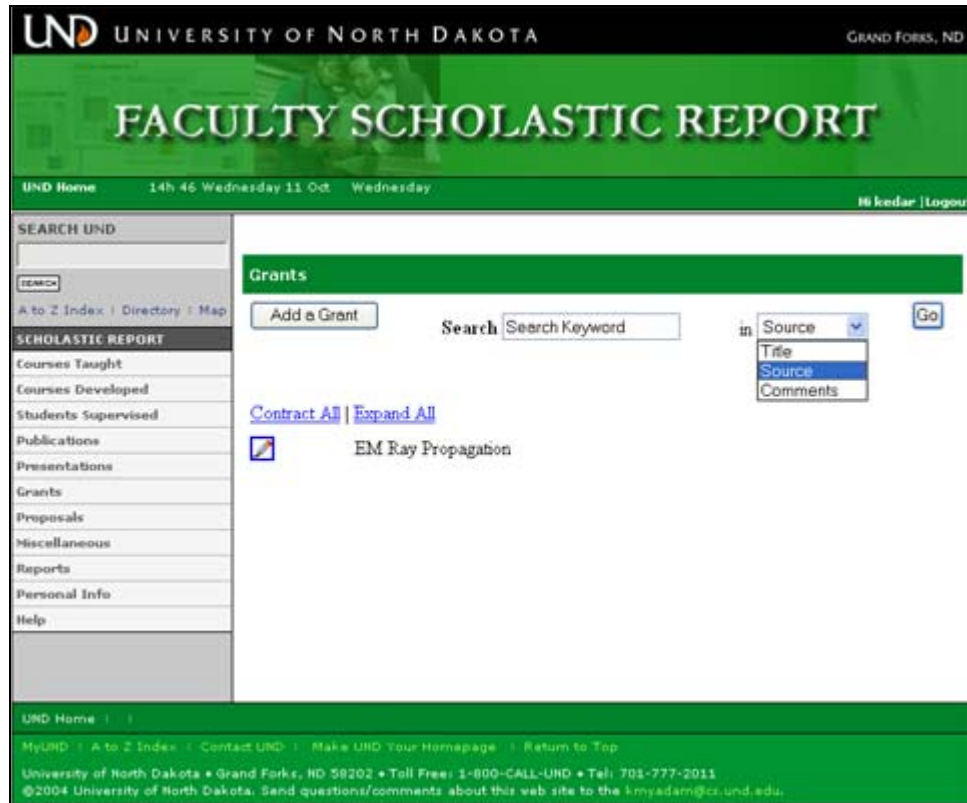 UND UNIVERSITY OF NORTH DAKOTA
GRAND FORKS, ND
FACULTY SCHOLASTIC REPORT
UND Home 14h 46 Wednesday 11 Oct Wednesday
Hi kedar |Logou
SEARCH UND
SEARCH
A to Z Index | Directory | Map
SCHOLASTIC REPORT
Courses Taught
Courses Developed
Students Supervised
Publications
Presentations
Grants
Proposals
Miscellaneous
Reports
Personal Info
Help
Grants
Add a Grant Search Search Keyword in Source Go
Title
Source
Comments
Contract All | Expand All
EM Ray Propagation
UND Home | |
MyUND | A to Z Index | Contact UND | Make UND Your Homepage | Return to Top
University of North Dakota • Grand Forks, ND 58202 • Toll Free: 1-800-CALL-UND • Tel: 701-777-2011
©2004 University of North Dakota. Send questions/comments about this web site to the kmyadam@cs.und.edu.